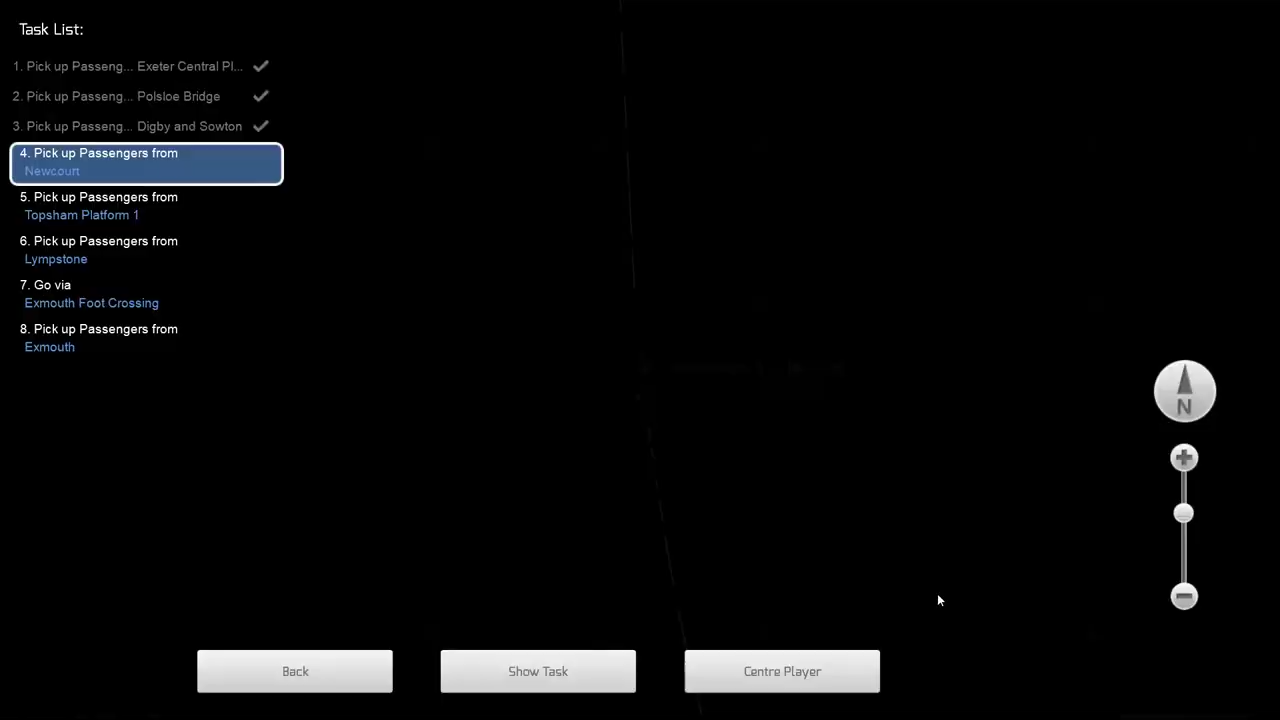 Task List:
1. Pick up Passeng... Exeter Central Pl...
2. Pick up Passeng... Polsloe Bridge
3. Pick up Passeng... Digby and Sowton
4. Pick up Passengers from
Newcourt
5. Pick up Passengers from
Topsham Platform 1
6. Pick up Passengers from
Lympstone
7. Go via
Exmouth Foot Crossing
8. Pick up Passengers from
Exmouth
N
Back
Show Task
Centre Player